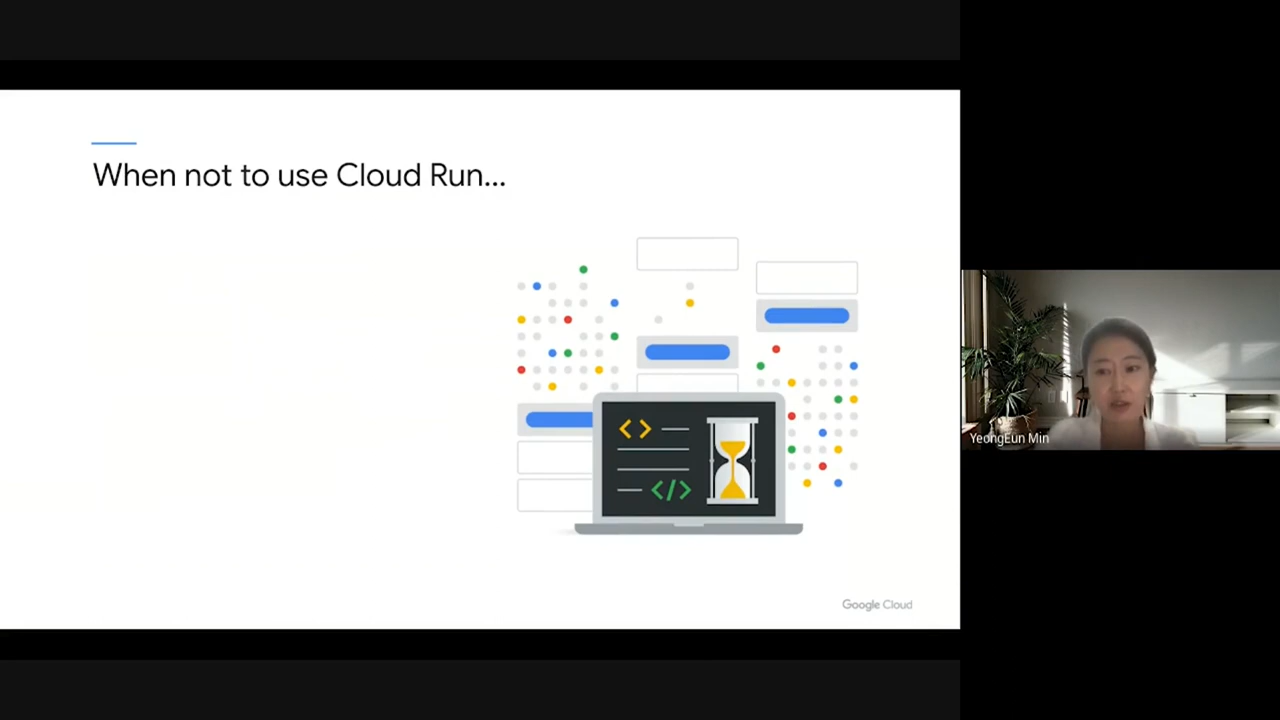 When not to use Cloud Run...
< >
</>
Google Cloud
YeongEun Min